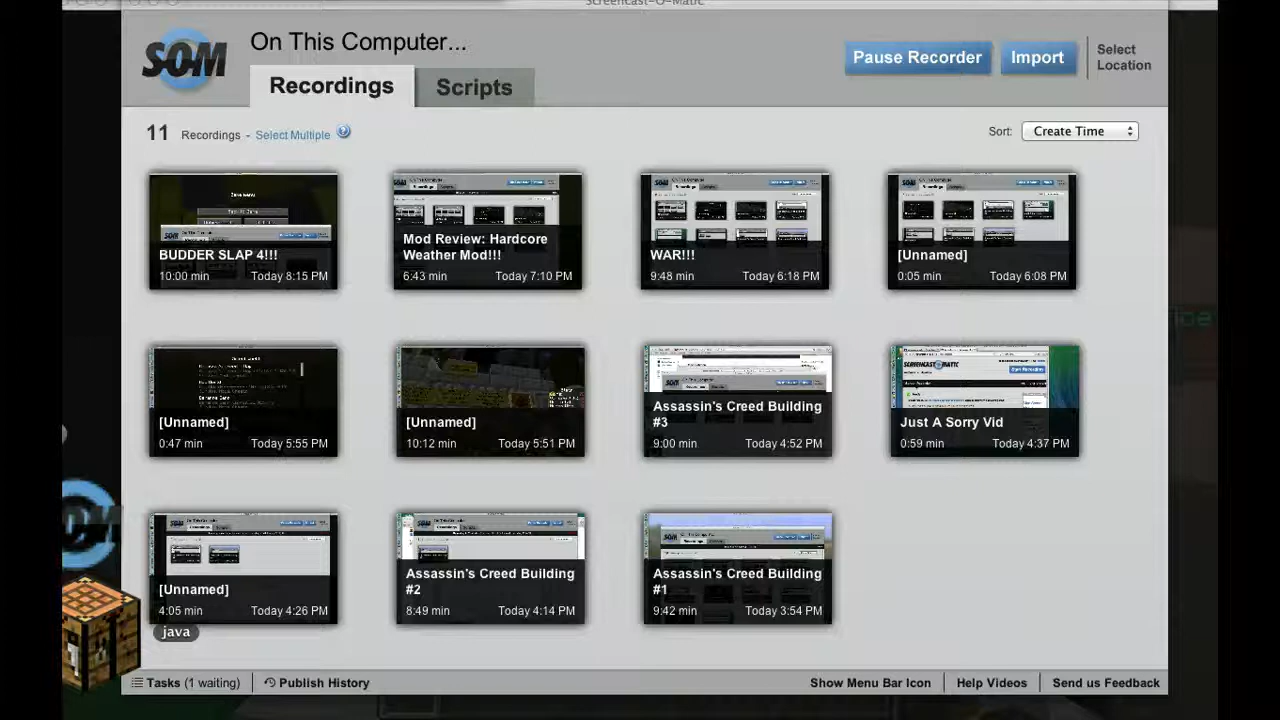 Screencast-O-Matic
SOM
On This Computer...
Pause Recorder
Import
Select
Location
Recordings
Scripts
11 Recordings - Select Multiple ?
Sort: Create Time
BUDDER SLAP 4!!!
10:00 min Today 8:15 PM
Mod Review: Hardcore
Weather Mod!!!
6:43 min Today 7:10 PM
WAR!!!
9:48 min Today 6:18 PM
[Unnamed]
0:05 min Today 6:08 PM
[Unnamed]
0:47 min Today 5:55 PM
[Unnamed]
10:12 min Today 5:51 PM
Assassin's Creed Building
#3
9:00 min Today 4:52 PM
Just A Sorry Vid
0:59 min Today 4:37 PM
[Unnamed]
4:05 min Today 4:26 PM
Assassin's Creed Building
#2
8:49 min Today 4:14 PM
Assassin's Creed Building
#1
9:42 min Today 3:54 PM
java
Tasks (1 waiting)
Publish History
Show Menu Bar Icon
Help Videos
Send us Feedback